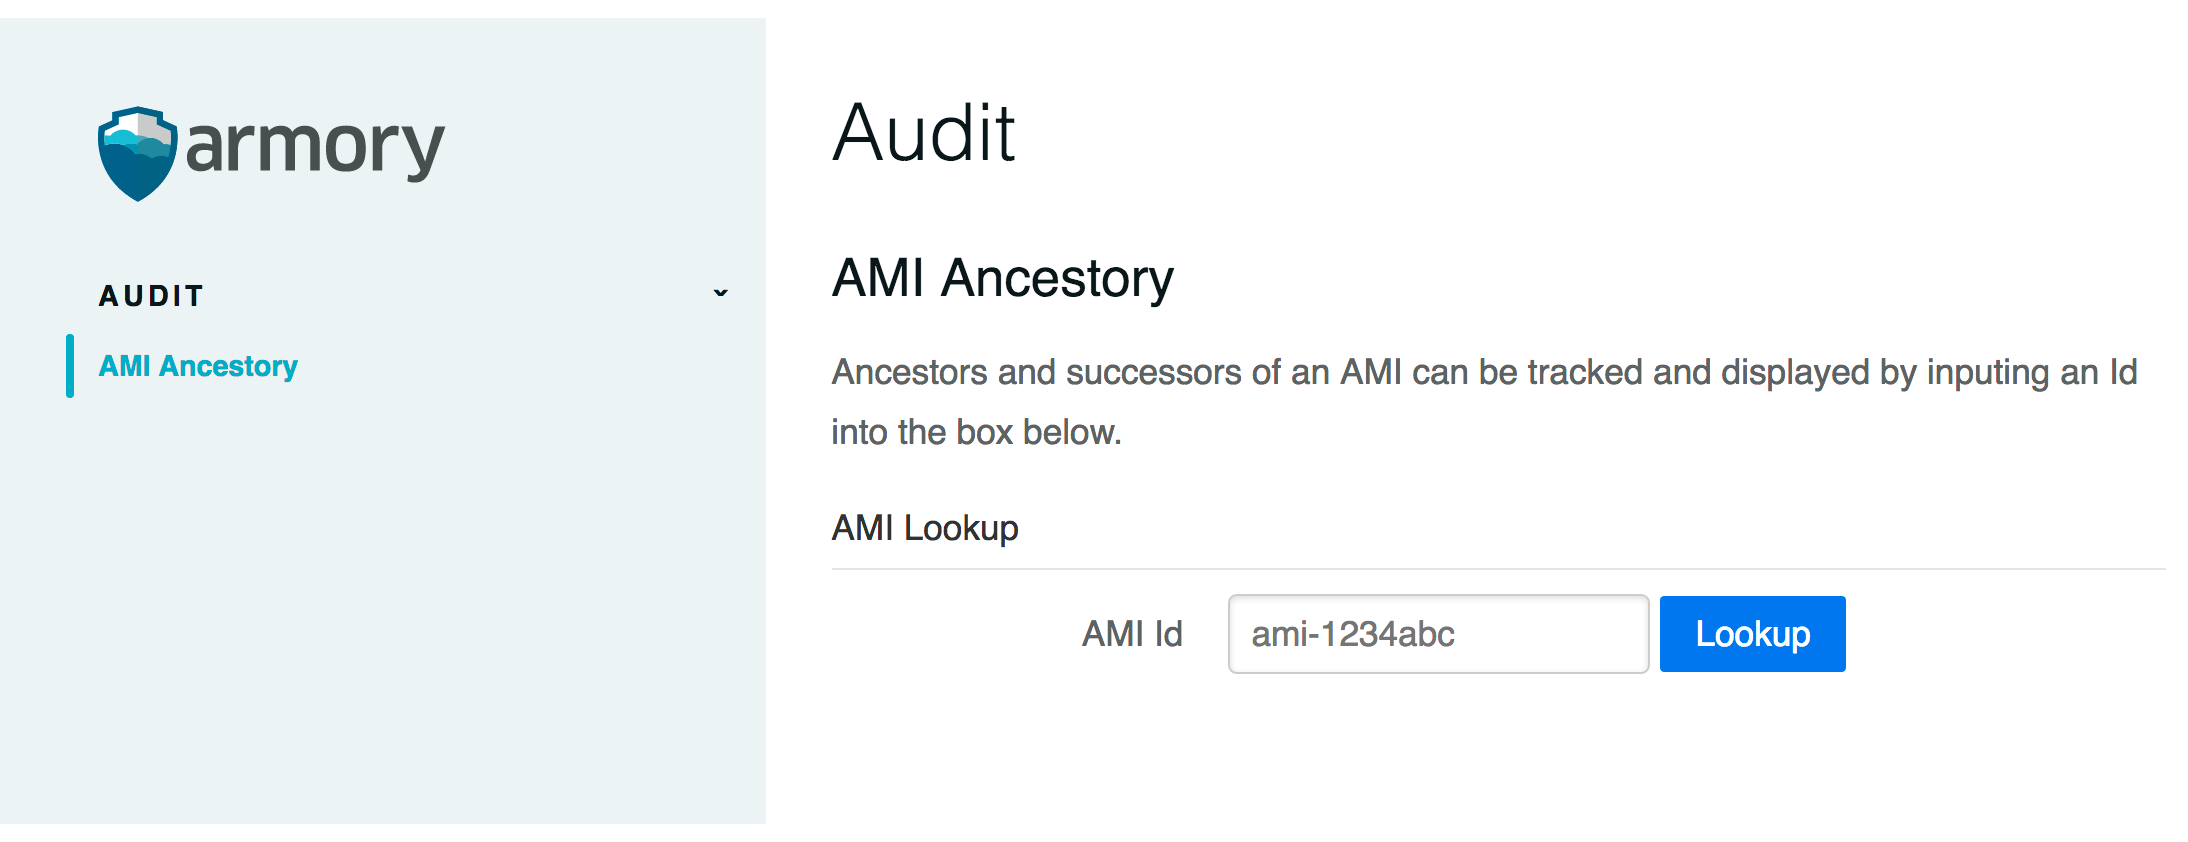 armory
AUDIT
AMI Ancestory
Audit
AMI Ancestory
Ancestors and successors of an AMI can be tracked and displayed by inputing an Id
into the box below.
AMI Lookup
AMI Id ami-1234abc Lookup